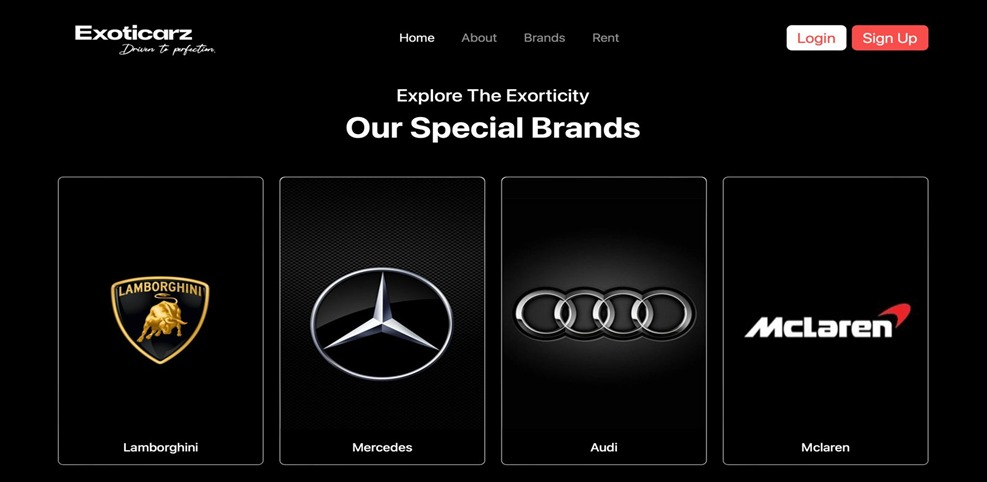 Exoticarz
Driven to perfection.
Home About Brands Rent
Login Sign Up
Explore The Exorticity
Our Special Brands
LAMBORGHINI
McLaren
Lamborghini Mercedes Audi Mclaren